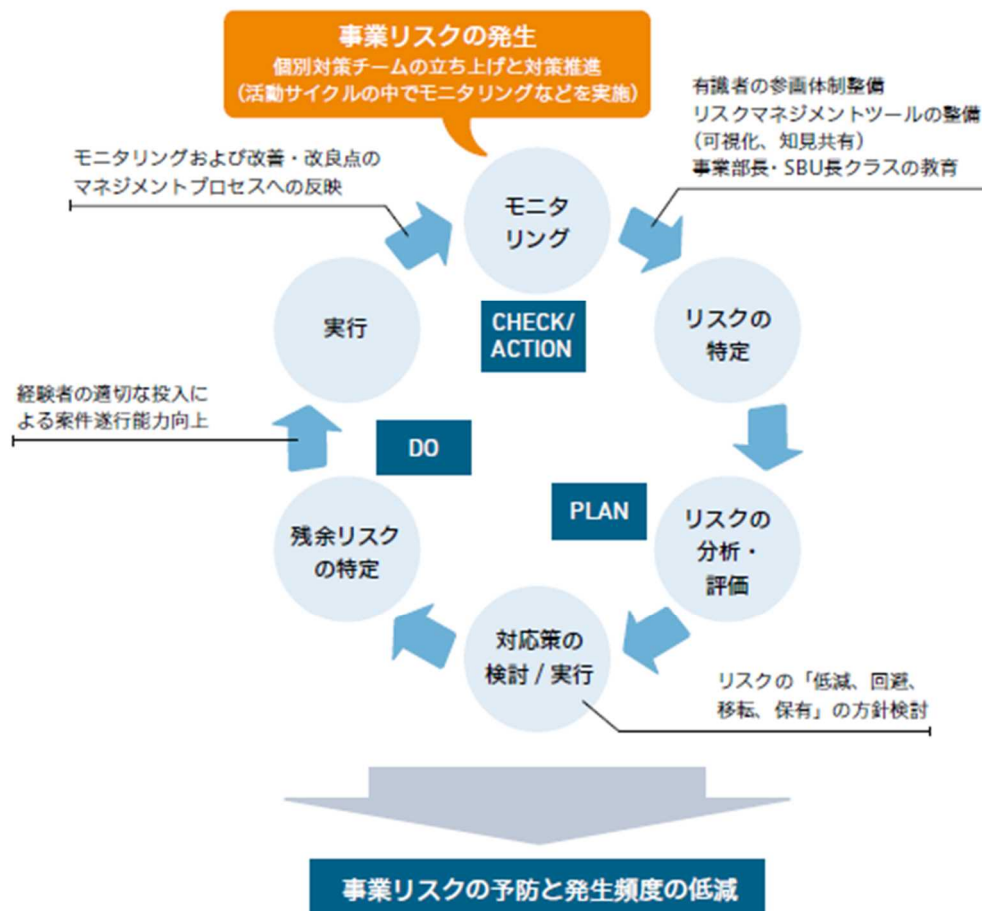 事業リスクの発生
個別対策チームの立ち上げと対策推進
（活動サイクルの中でモニタリングなどを実施）
有識者の参画体制整備
リスクマネジメントツールの整備
（可視化、知見共有）
事業部長・SBU長クラスの教育
モニタリングおよび改善・改良点の
マネジメントプロセスへの反映
モニタ
リング
実行
CHECK/
ACTION
リスクの
特定
経験者の適切な投入に
よる案件遂行能力向上
DO
PLAN
残余リスク
の特定
リスクの
分析・
評価
対応策の
検討 / 実行
リスクの「低減、回避、
移転、保有」の方針検討
事業リスクの予防と発生頻度の低減